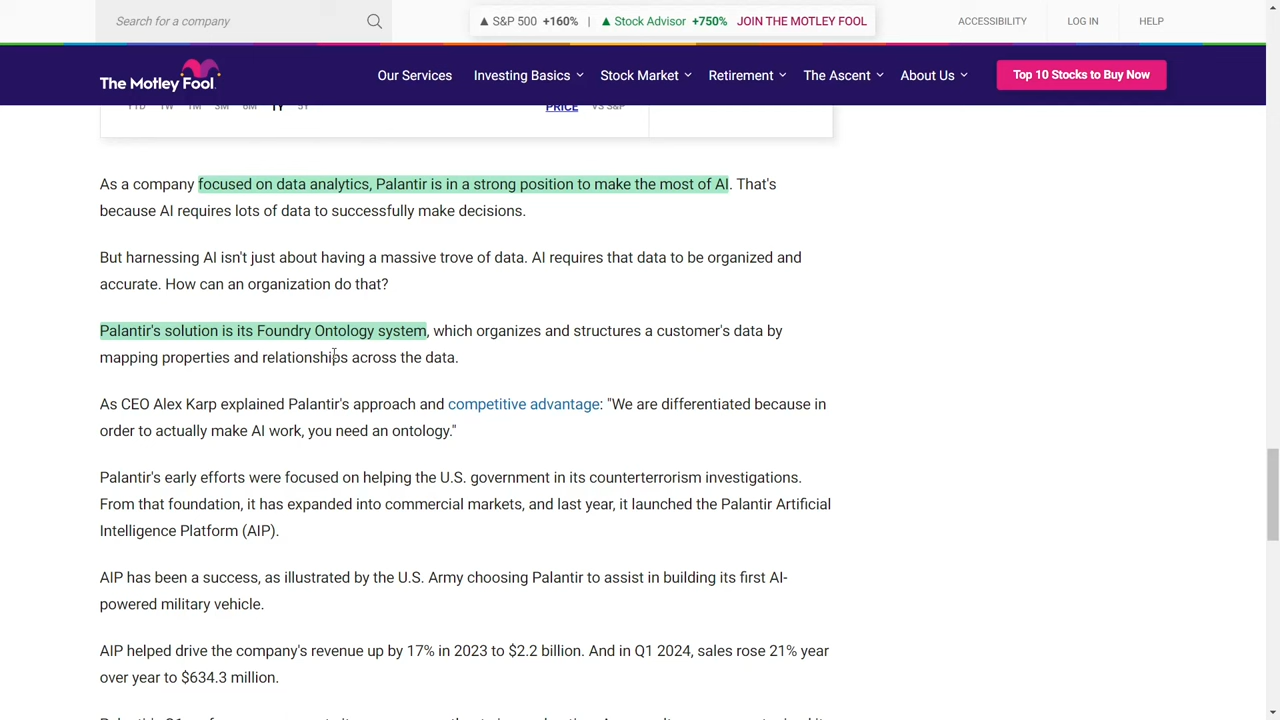 Search for a company
▲ S&P 500 +160% | ▲ Stock Advisor +750% JOIN THE MOTLEY FOOL
ACCESSIBILITY LOG IN HELP
The Motley Fool
Our Services Investing Basics Stock Market Retirement The Ascent About Us Top 10 Stocks to Buy Now
YTD 1W 1M 3M 6M 1Y 5Y PRICE VS S&P
As a company focused on data analytics, Palantir is in a strong position to make the most of AI. That's
because AI requires lots of data to successfully make decisions.
But harnessing AI isn't just about having a massive trove of data. AI requires that data to be organized and
accurate. How can an organization do that?
Palantir's solution is its Foundry Ontology system, which organizes and structures a customer's data by
mapping properties and relationships across the data.
As CEO Alex Karp explained Palantir's approach and competitive advantage: "We are differentiated because in
order to actually make AI work, you need an ontology."
Palantir's early efforts were focused on helping the U.S. government in its counterterrorism investigations.
From that foundation, it has expanded into commercial markets, and last year, it launched the Palantir Artificial
Intelligence Platform (AIP).
AIP has been a success, as illustrated by the U.S. Army choosing Palantir to assist in building its first AI-
powered military vehicle.
AIP helped drive the company's revenue up by 17% in 2023 to $2.2 billion. And in Q1 2024, sales rose 21% year
over year to $634.3 million.